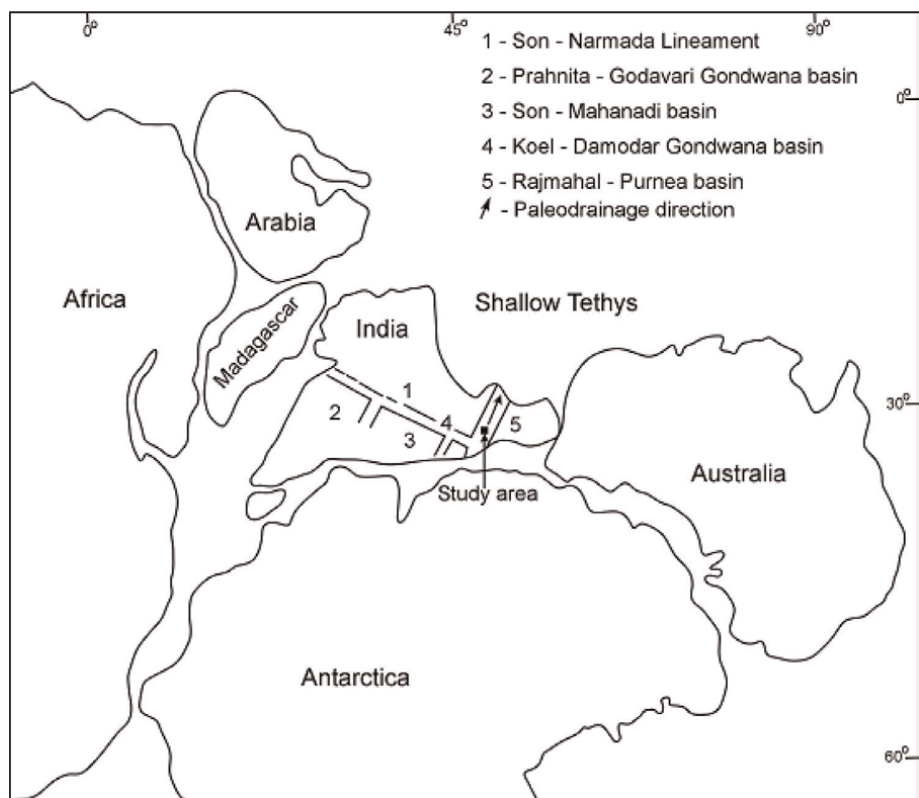 0°
45°
90°
1 - Son - Narmada Lineament
2 - Prahnita - Godavari Gondwana basin
0°
3 - Son - Mahanadi basin
4 - Koel - Damodar Gondwana basin
5 - Rajmahal - Purnea basin
- Paleodrainage direction
Arabia
Africa
Shallow Tethys
Madagascar
India
1
2
4
5
30°
3
Study area
Australia
Antarctica
60°